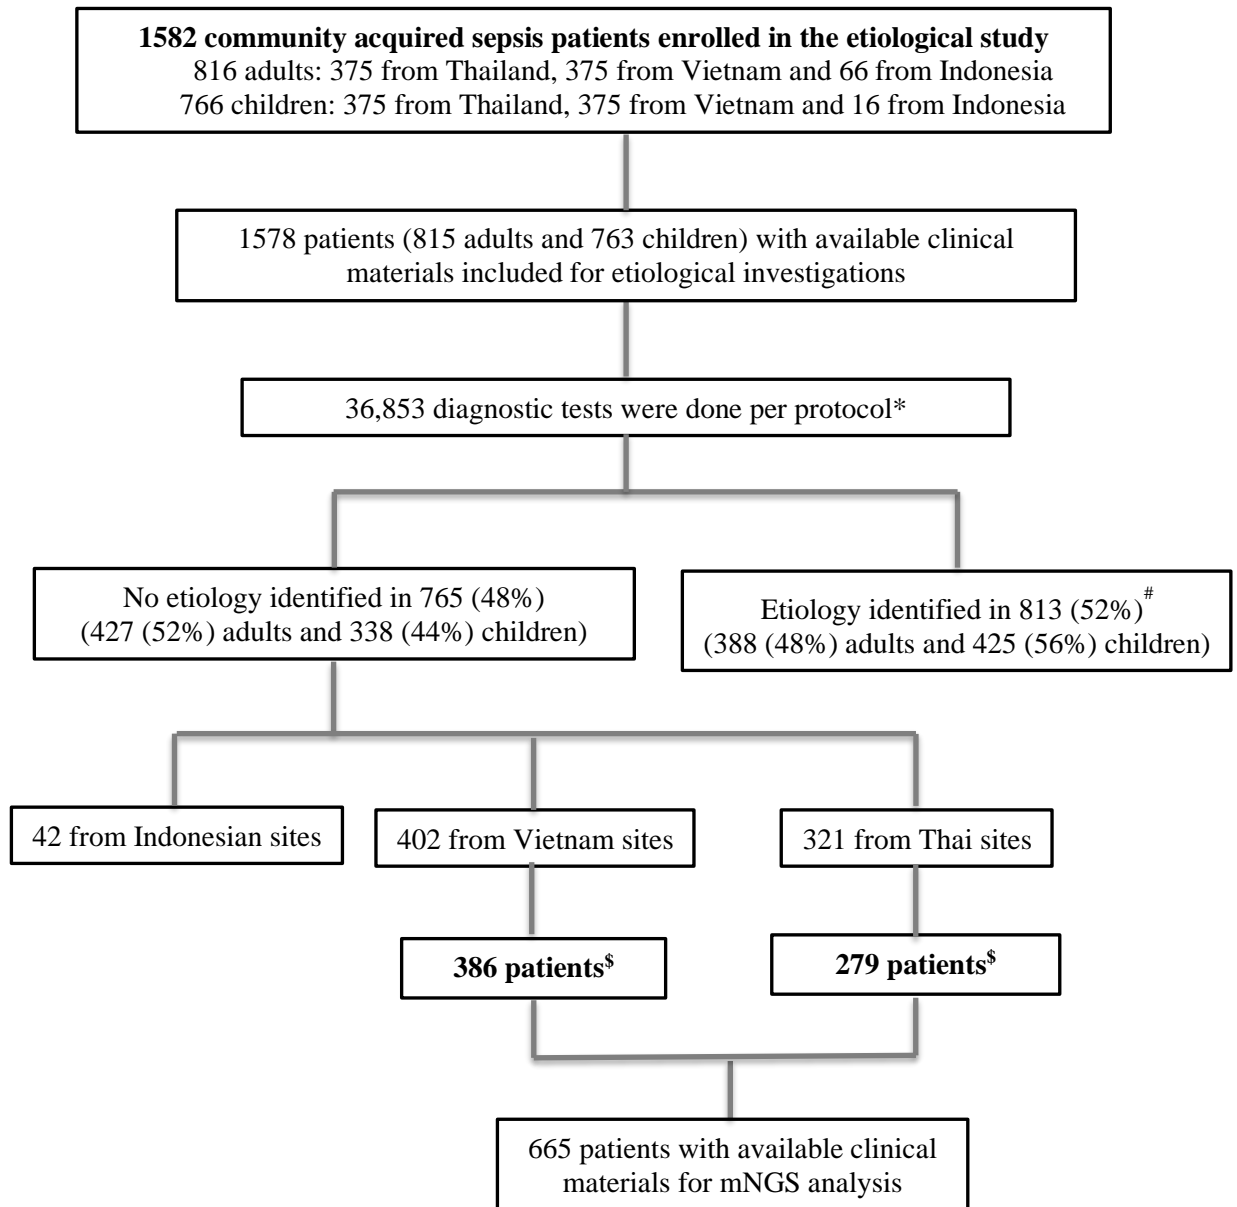 1582 community acquired sepsis patients enrolled in the etiological study
816 adults: 375 from Thailand, 375 from Vietnam and 66 from Indonesia
766 children: 375 from Thailand, 375 from Vietnam and 16 from Indonesia
1578 patients (815 adults and 763 children) with available clinical
materials included for etiological investigations
36,853 diagnostic tests were done per protocol*
No etiology identified in 765 (48%)
(427 (52%) adults and 338 (44%) children)
Etiology identified in 813 (52%)#
(388 (48%) adults and 425 (56%) children)
42 from Indonesian sites
402 from Vietnam sites
321 from Thai sites
386 patients$
279 patients$
665 patients with available clinical
materials for mNGS analysis